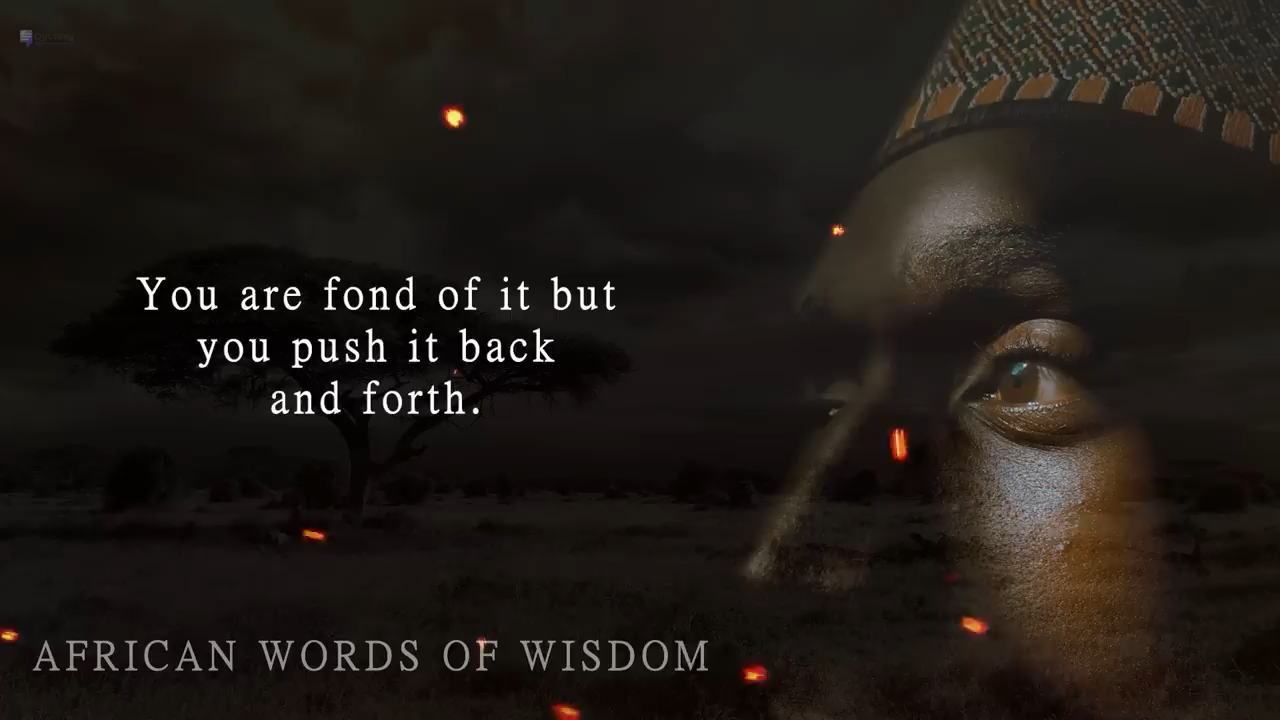 You are fond of it but
you push it back
and forth.
AFRICAN WORDS OF WISDOM